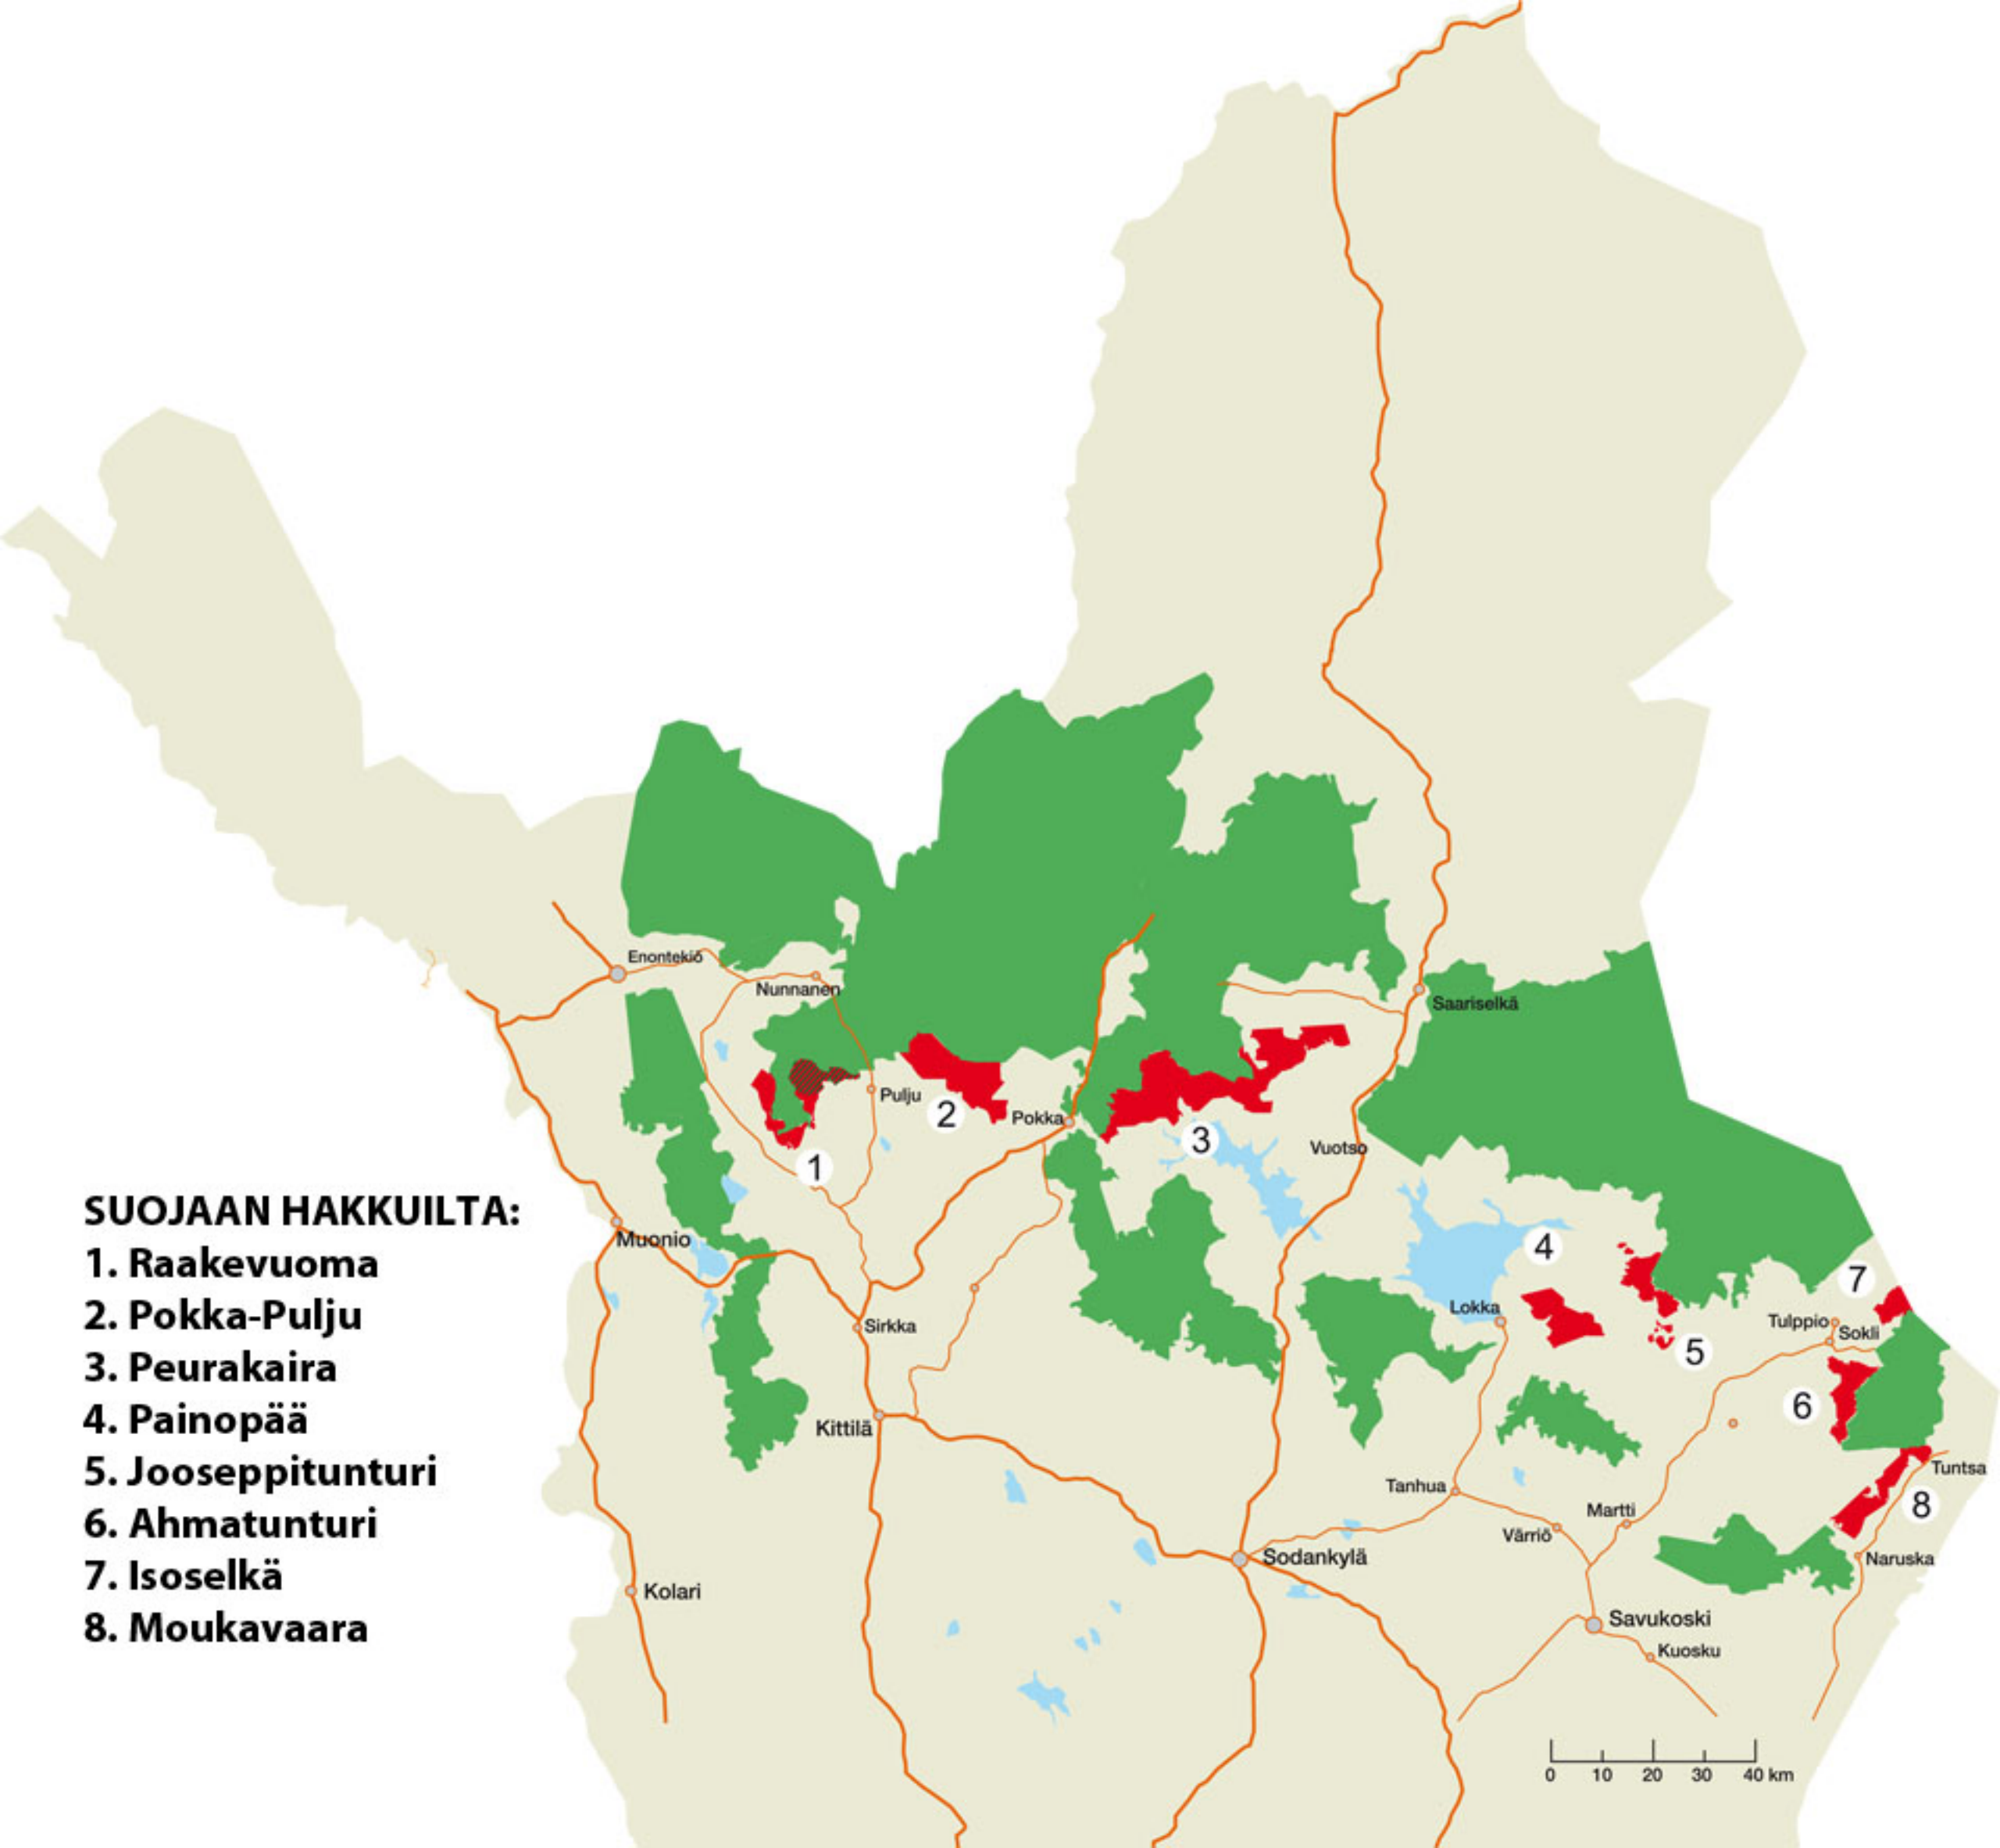 Enontekiö
Nunnanen
Saariselkä
Pulju
2
Pokka
3
Vuotso
1
SUOJAAN HAKKUILTA:
1. Raakevuoma
2. Pokka-Pulju
3. Peurakaira
4. Painopää
5. Jooseppitunturi
6. Ahmatunturi
7. Isoselkä
8. Moukavaara
Muonio
4
7
Lokka
Tulppio
Sokli
Sirkka
5
6
Kittilä
Tuntsa
Tanhua
8
Martti
Värriö
Sodankylä
Naruska
Kolari
Savukoski
Kuosku
0 10 20 30 40 km